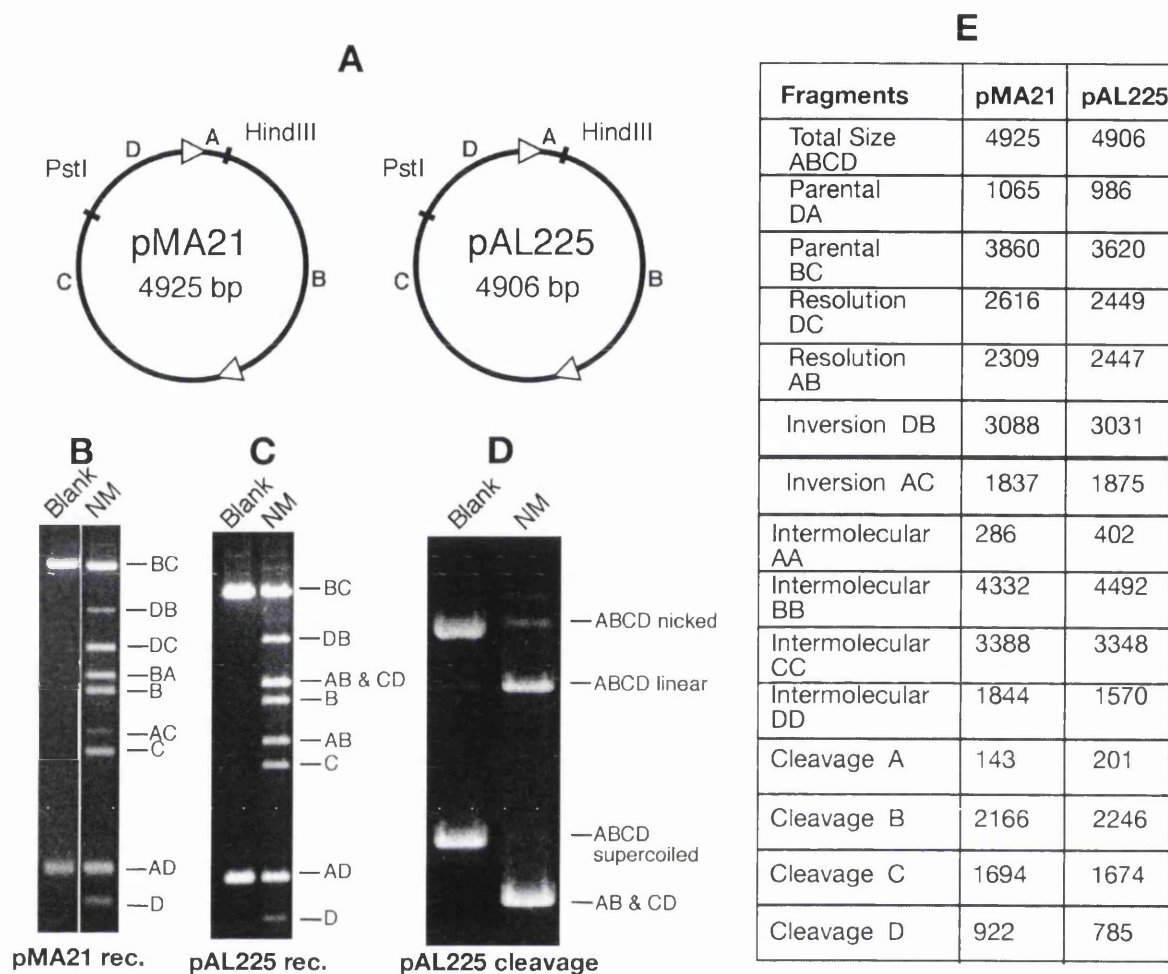 A
PstI
D
A
HindIII
C
B
pMA21
4925 bp
PstI
D
A
HindIII
C
B
pAL225
4906 bp
B
Blank
NM
BC
DB
DC
BA
B
AC
C
AD
D
pMA21 rec.
C
Blank
NM
BC
DB
AB & CD
B
AB
C
AD
D
pAL225 rec.
D
Blank
NM
ABCD nicked
ABCD linear
ABCD
supercoiled
AB & CD
pAL225 cleavage
E
Fragments pMA21 pAL225
Total Size
ABCD 4925 4906
Parental
DA 1065 986
Parental
BC 3860 3620
Resolution
DC 2616 2449
Resolution
AB 2309 2447
Inversion DB 3088 3031
Inversion AC 1837 1875
Intermolecular
AA 286 402
Intermolecular
BB 4332 4492
Intermolecular
CC 3388 3348
Intermolecular
DD 1844 1570
Cleavage A 143 201
Cleavage B 2166 2246
Cleavage C 1694 1674
Cleavage D 922 785